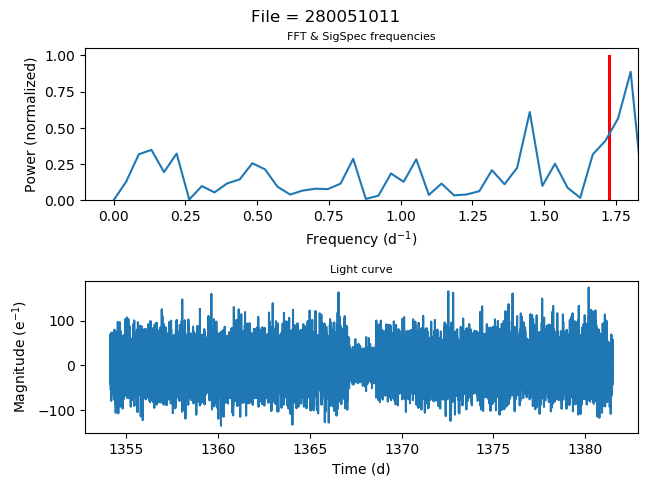 File = 280051011
FFT & SigSpec frequencies
Power (normalized)
1.00
0.75
0.50
0.25
0.00
0.00 0.25 0.50 0.75 1.00 1.25 1.50 1.75
Frequency (d⁻¹)
Light curve
Magnitude (e⁻¹)
100
0
−100
1355 1360 1365 1370 1375 1380
Time (d)